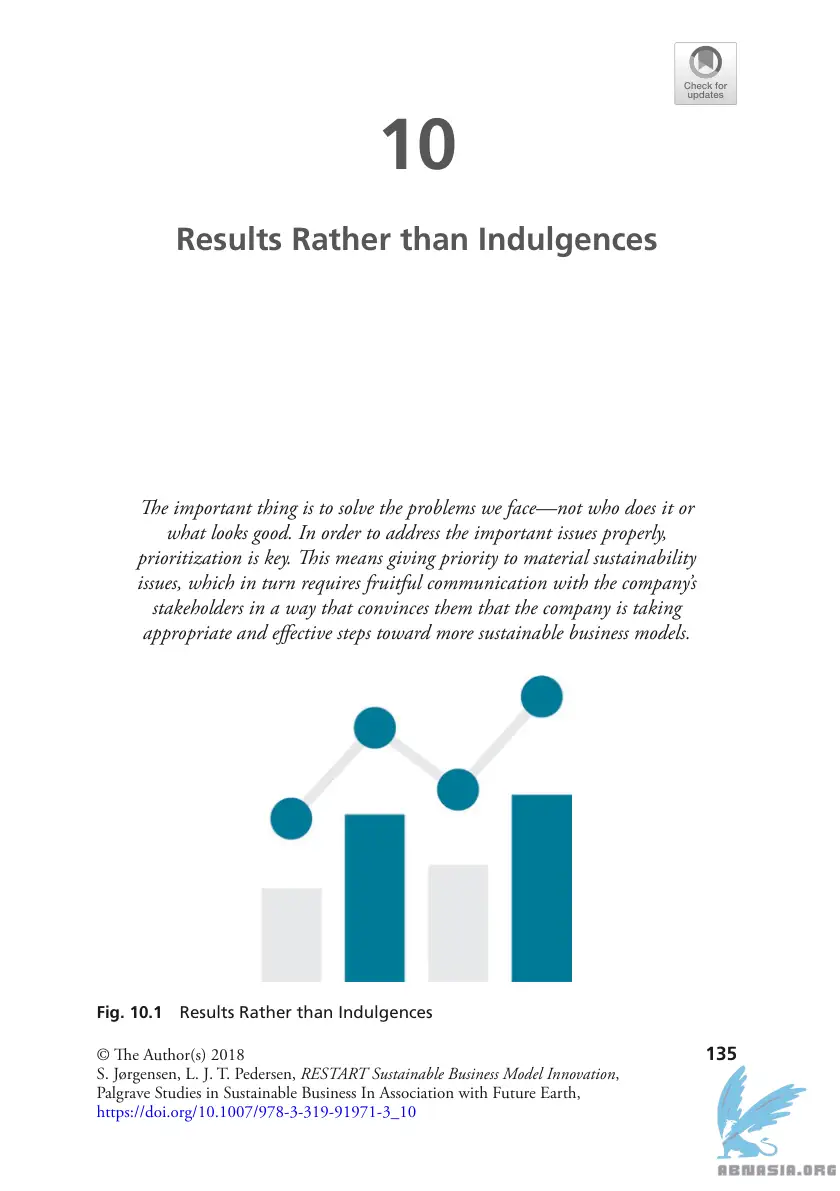 Check for
updates
10
Results Rather than Indulgences
The important thing is to solve the problems we face—not who does it or
what looks good. In order to address the important issues properly,
prioritization is key. This means giving priority to material sustainability
issues, which in turn requires fruitful communication with the company’s
stakeholders in a way that convinces them that the company is taking
appropriate and effective steps toward more sustainable business models.
Fig. 10.1 Results Rather than Indulgences
© The Author(s) 2018
135
S. Jørgensen, L. J. T. Pedersen, RESTART Sustainable Business Model Innovation,
Palgrave Studies in Sustainable Business In Association with Future Earth,
https://doi.org/10.1007/978-3-319-91971-3_10
ABNASIA.ORG